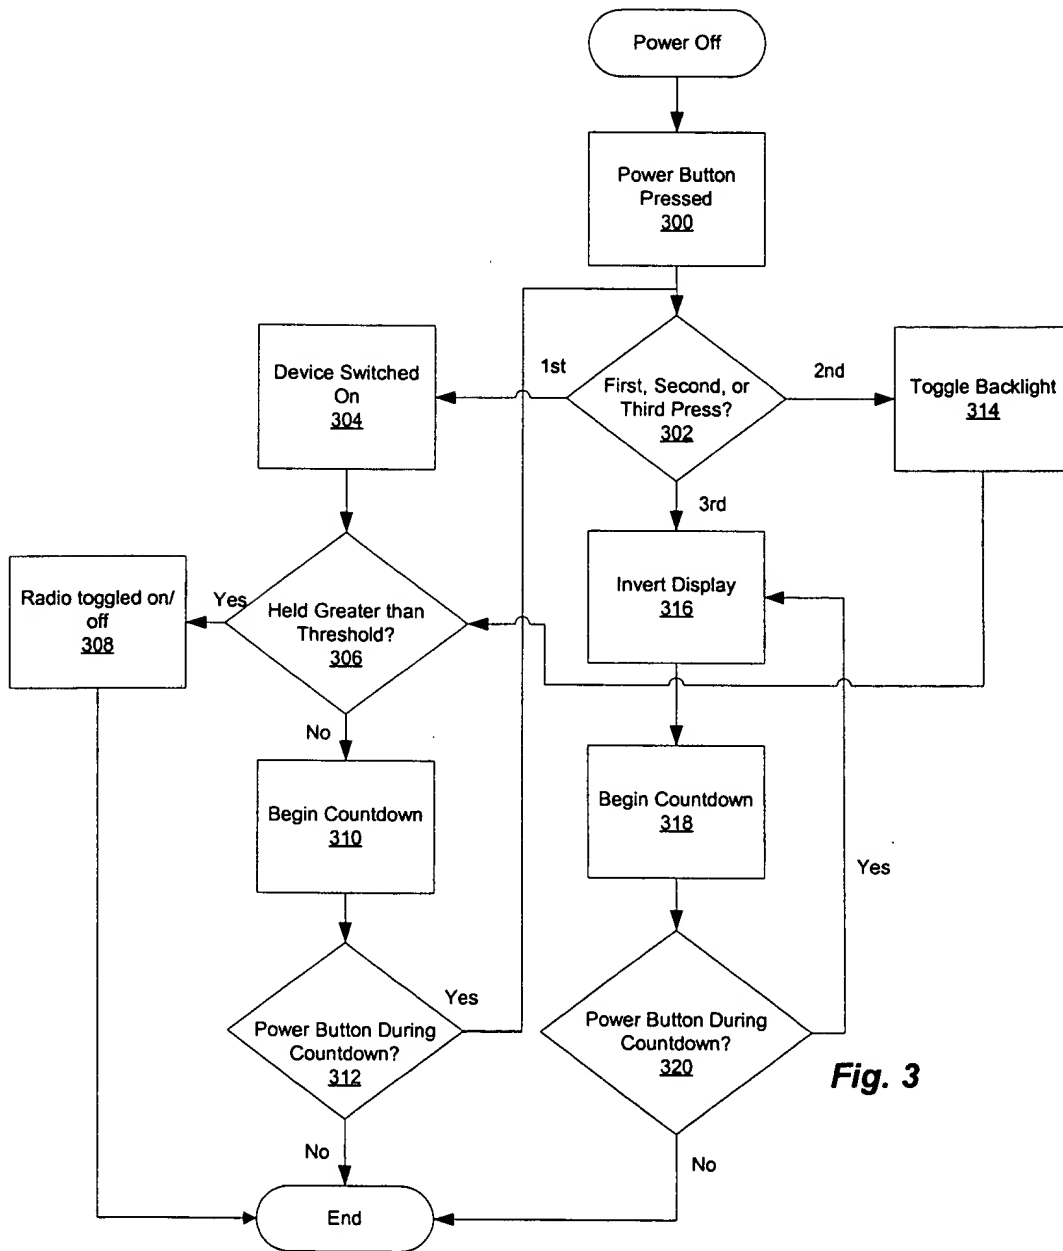 Power Off
Power Button
Pressed
300
First, Second, or
Third Press?
302
1st
2nd
3rd
Device Switched
On
304
Toggle Backlight
314
Held Greater than
Threshold?
306
Yes
No
Radio toggled on/
off
308
Invert Display
316
Begin Countdown
310
Begin Countdown
318
Yes
Power Button During
Countdown?
312
Yes
No
Power Button During
Countdown?
320
No
Fig. 3
End